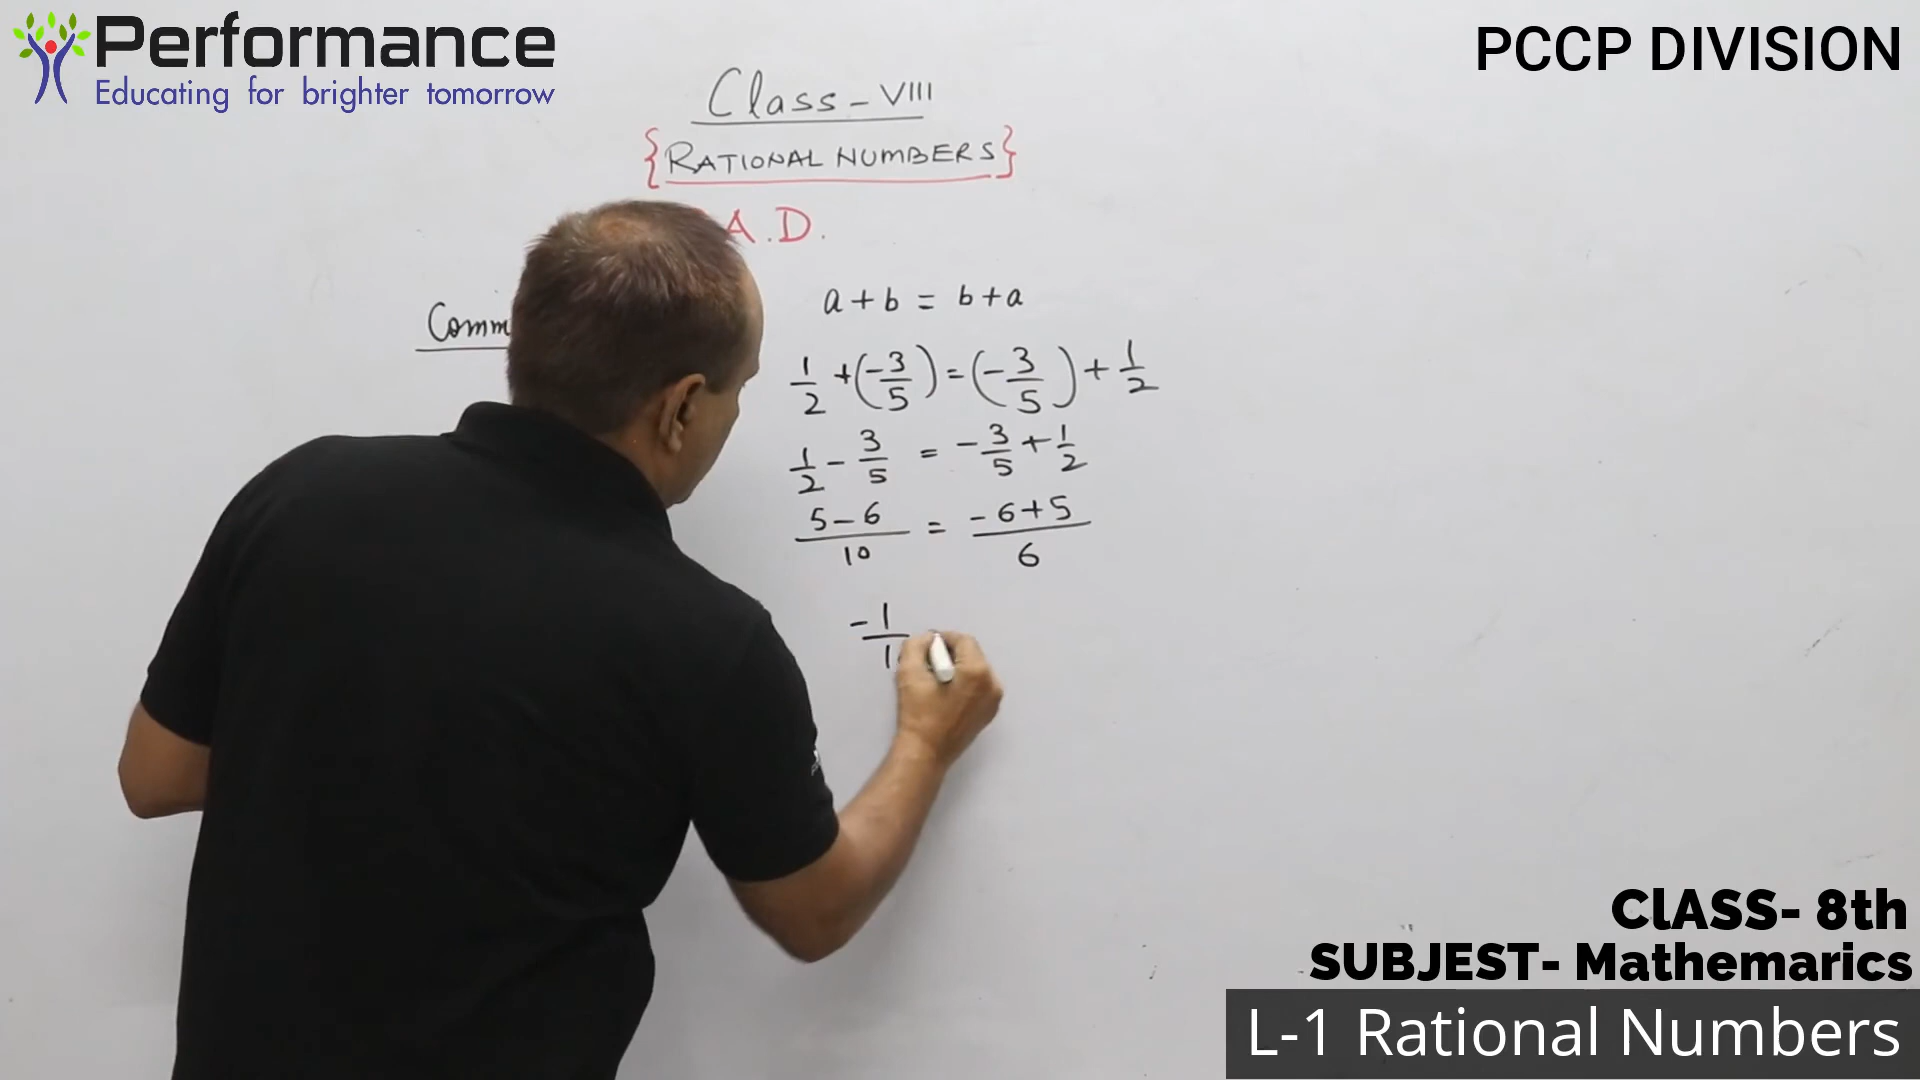 Performance
Educating for brighter tomorrow
PCCP DIVISION
Class - VIII
{RATIONAL NUMBERS}
A.D.
a + b = b + a
1/2 + (-3/5) = (-3/5) + 1/2
1/2 - 3/5 = -3/5 + 1/2
5-6/10 = -6+5/6
-1/1
ClASS- 8th
SUBJEST- Mathemarics
L-1 Rational Numbers